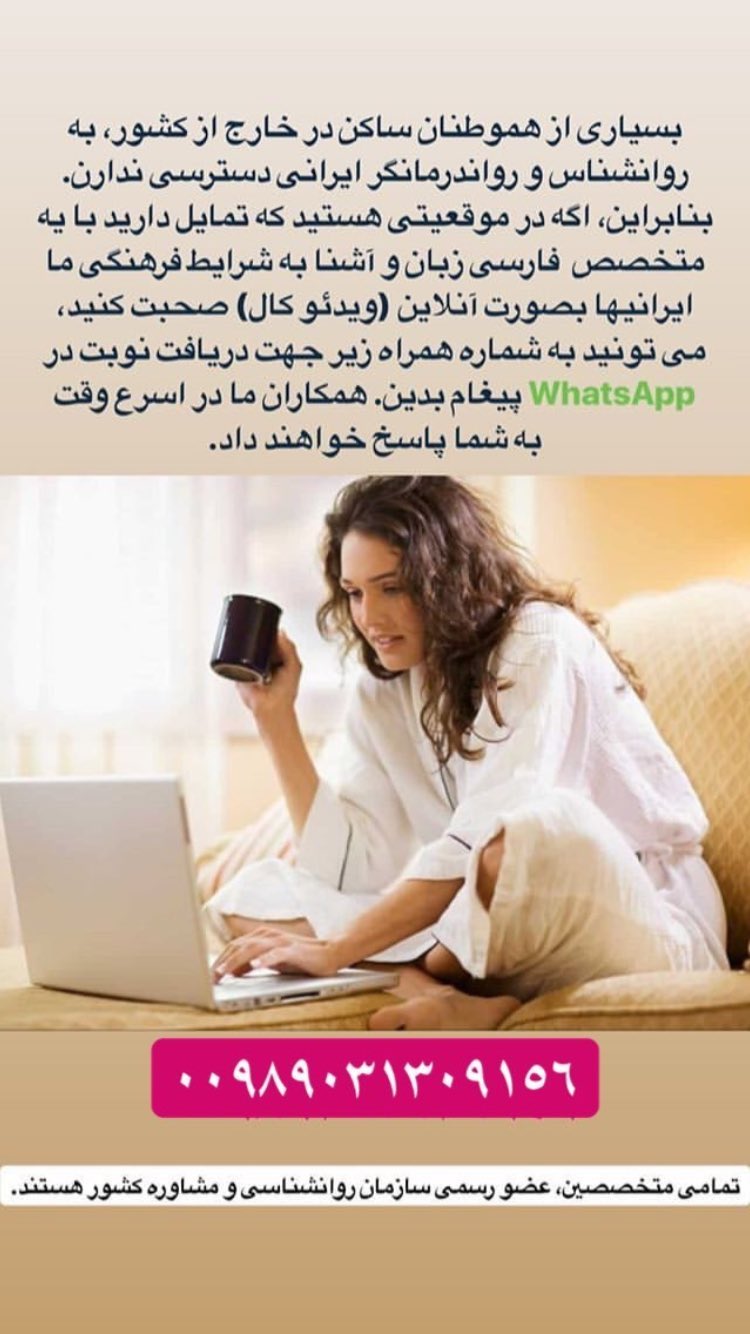 بسیاری از هموطنان ساکن در خارج از کشور، به
روانشناس و رواندرمانگر ایرانی دسترسی ندارن.
بنابراین، اگه در موقعیتی هستید که تمایل دارید با یه
متخصص فارسی زبان و آشنا به شرایط فرهنگی ما
ایرانیها بصورت آنلاین (ویدئو کال) صحبت کنید،
می تونید به شماره همراه زیر جهت دریافت نوبت در
WhatsApp پیغام بدین. همکاران ما در اسرع وقت
به شما پاسخ خواهند داد.
٠٠٩٨٩٠٣١٣٠٩١٥٦
تمامی متخصصین، عضو رسمی سازمان روانشناسی و مشاوره کشور هستند.